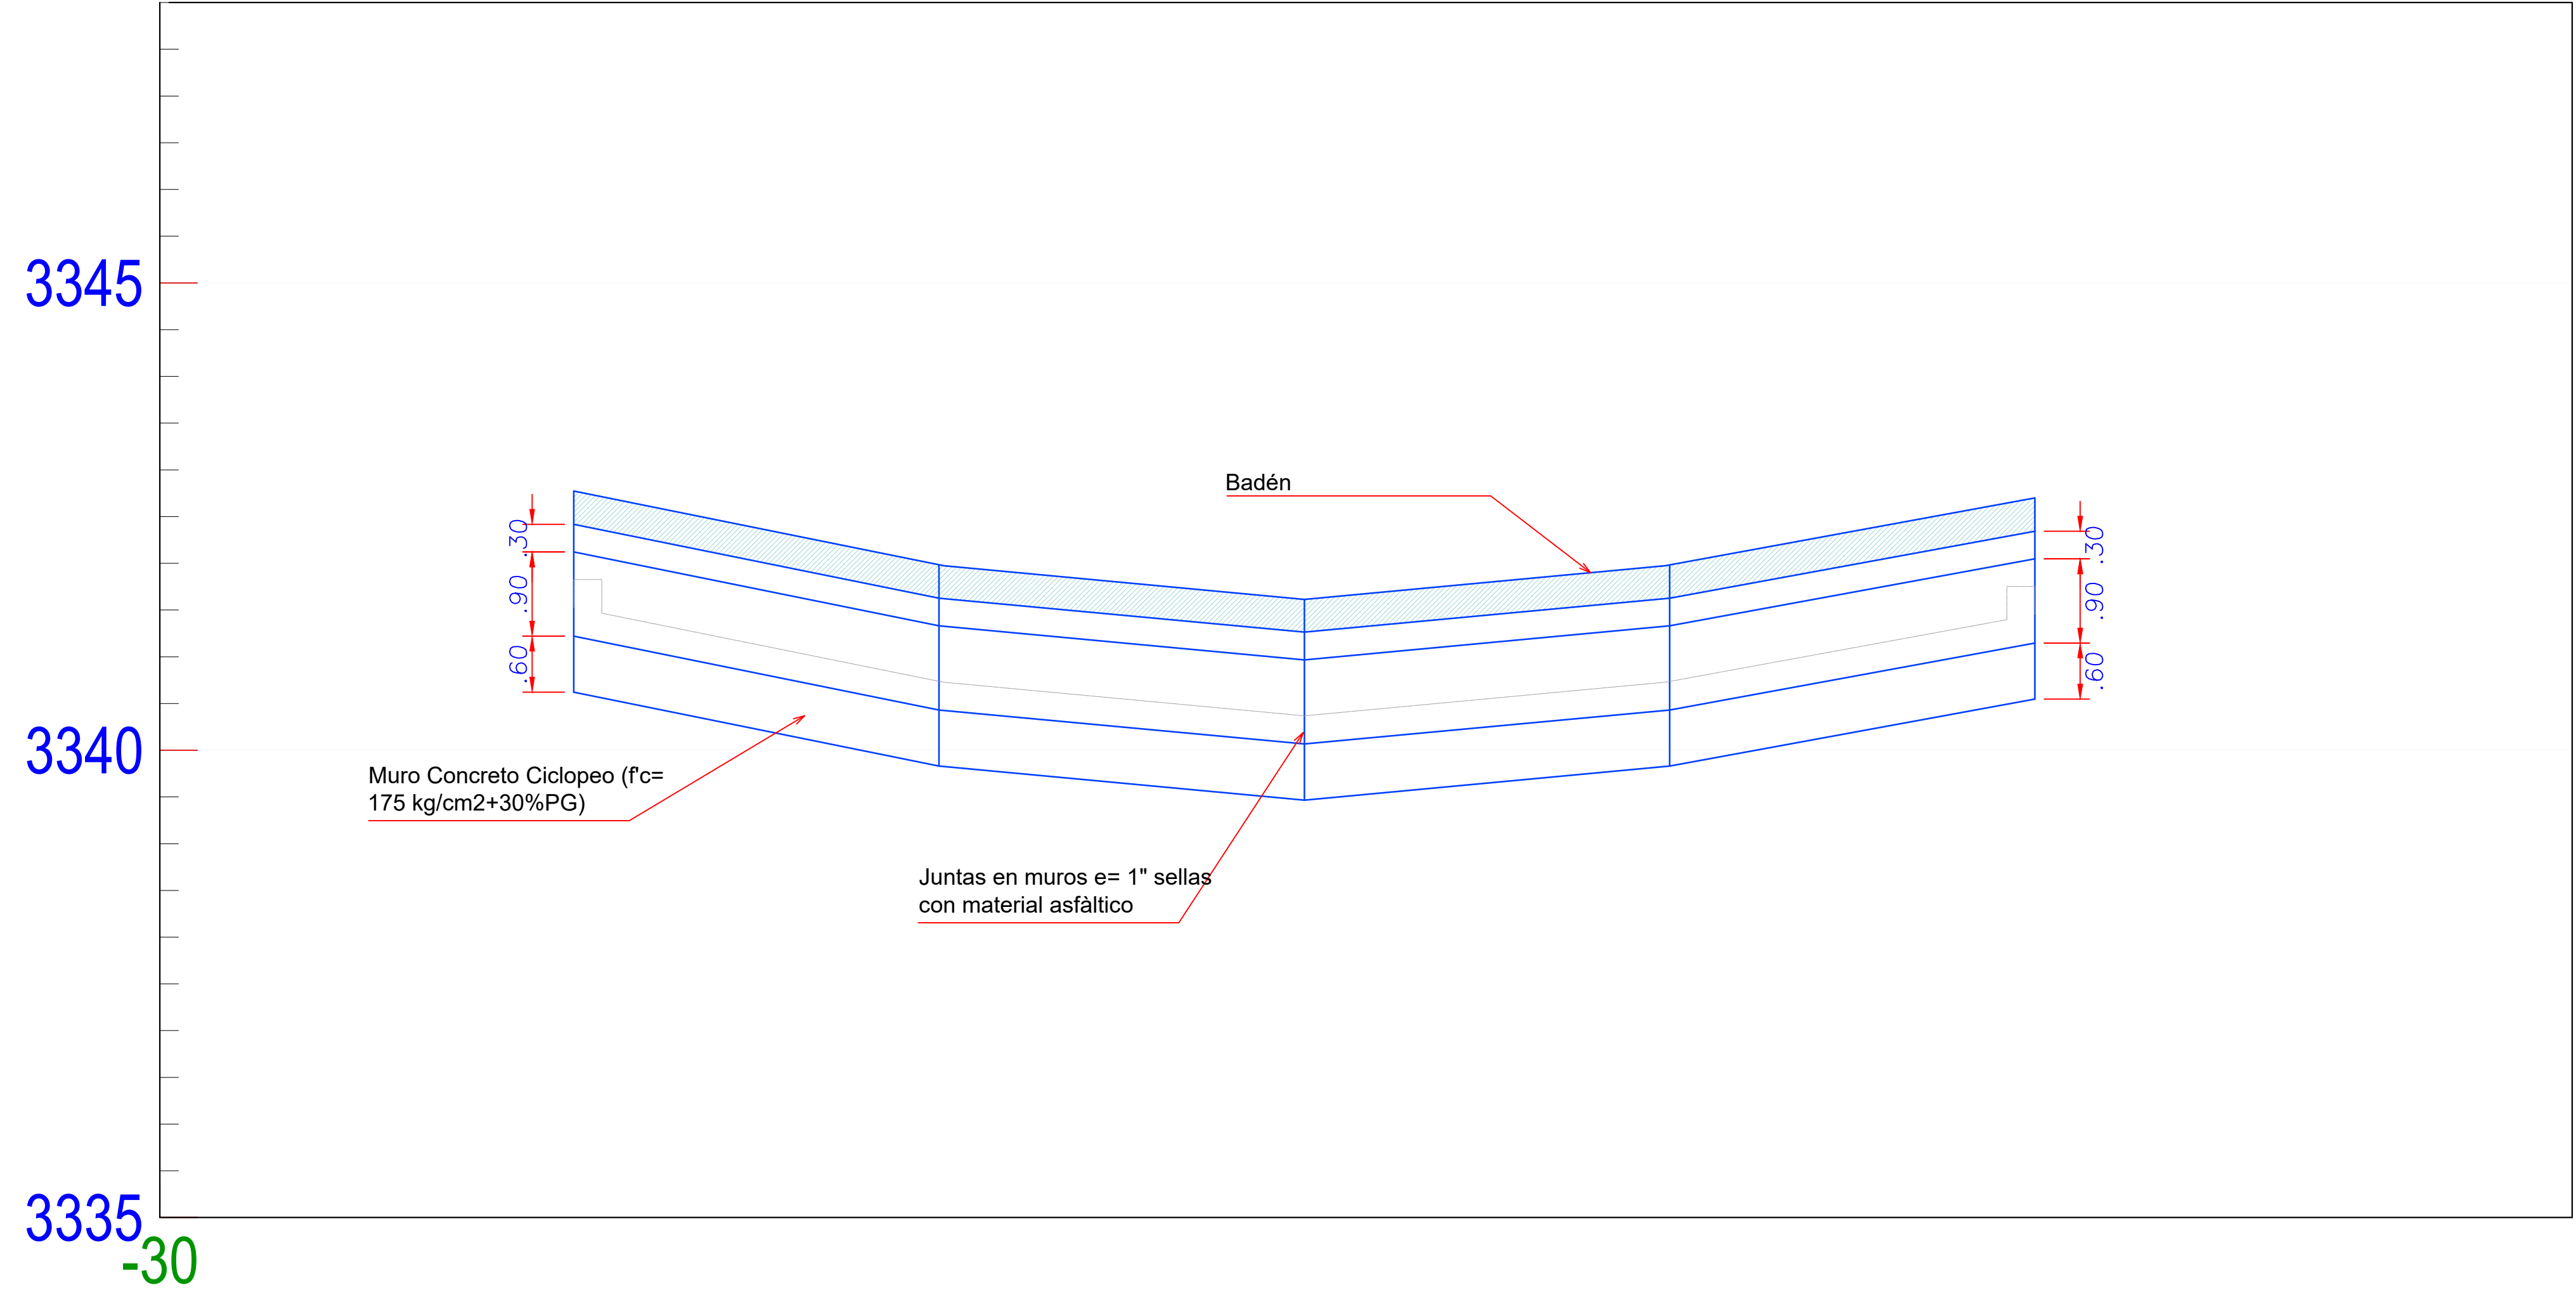 3345
Badén
.30
.30
.90
.90
.60
.60
3340
Muro Concreto Ciclopeo (f'c=
175 kg/cm2+30%PG)
Juntas en muros e= 1" sellas
con material asfàltico
3335
-30